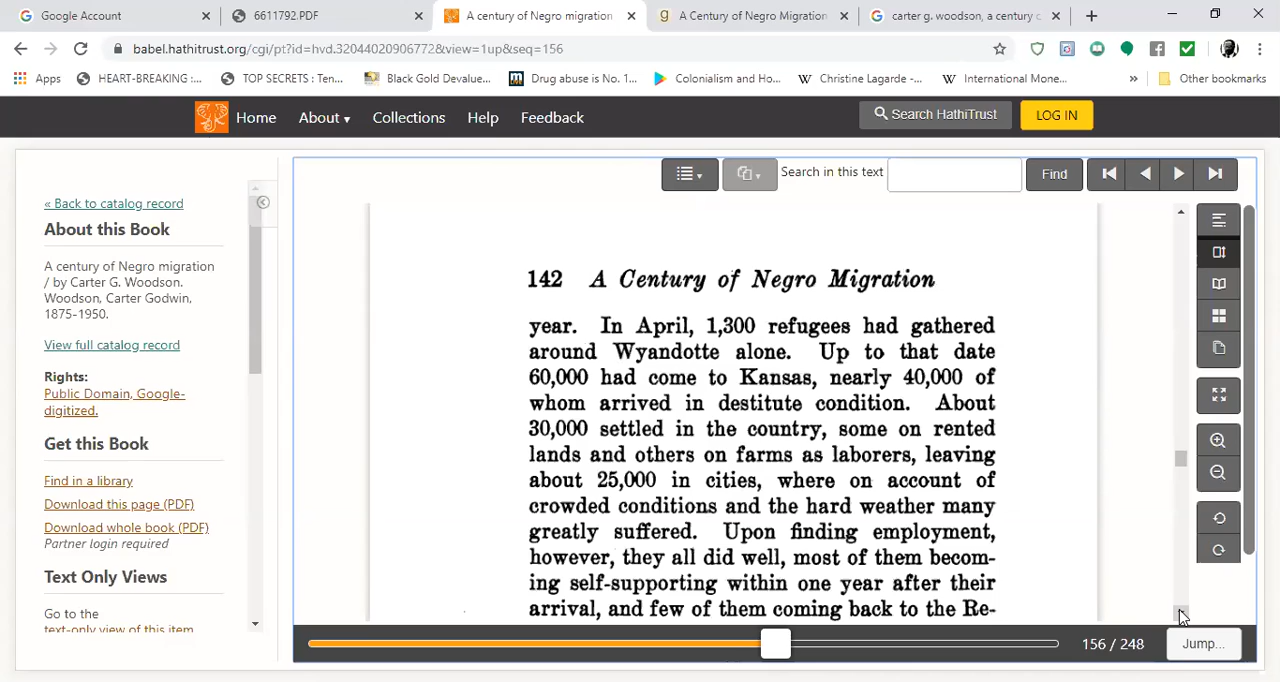 Google Account
6611792.PDF
A century of Negro migration
A Century of Negro Migration
carter g. woodson, a century c
babel.hathitrust.org/cgi/pt?id=hvd.32044020906772&view=1up&seq=156
Apps
HEART-BREAKING :...
TOP SECRETS : Ten...
Black Gold Devalue...
Drug abuse is No. 1...
Colonialism and Ho...
Christine Lagarde -...
International Mone...
Other bookmarks
Home
About
Collections
Help
Feedback
Search HathiTrust
LOG IN
« Back to catalog record
About this Book
A century of Negro migration
/ by Carter G. Woodson.
Woodson, Carter Godwin,
1875-1950.
View full catalog record
Rights:
Public Domain, Google-
digitized.
Get this Book
Find in a library
Download this page (PDF)
Download whole book (PDF)
Partner login required
Text Only Views
Go to the
text-only view of this item
Search in this text
Find
142 A Century of Negro Migration
year. In April, 1,300 refugees had gathered
around Wyandotte alone. Up to that date
60,000 had come to Kansas, nearly 40,000 of
whom arrived in destitute condition. About
30,000 settled in the country, some on rented
lands and others on farms as laborers, leaving
about 25,000 in cities, where on account of
crowded conditions and the hard weather many
greatly suffered. Upon finding employment,
however, they all did well, most of them becom-
ing self-supporting within one year after their
arrival, and few of them coming back to the Re-
156 / 248
Jump...